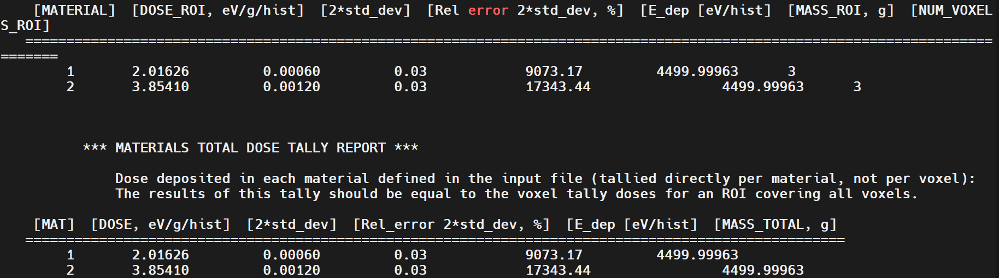 [MATERIAL]  [DOSE_ROI, eV/g/hist]  [2*std_dev]  [Rel error 2*std_dev, %]  [E_dep [eV/hist]  [MASS_ROI, g]  [NUM_VOXEL
S_ROI]
======================================================================================================================
=======
1       2.01626         0.00060         0.03            9073.17         4499.99963      3
2       3.85410         0.00120         0.03            17343.44                4499.99963      3
*** MATERIALS TOTAL DOSE TALLY REPORT ***
Dose deposited in each material defined in the input file (tallied directly per material, not per voxel):
The results of this tally should be equal to the voxel tally doses for an ROI covering all voxels.
[MAT]  [DOSE, eV/g/hist]  [2*std_dev]  [Rel_error 2*std_dev, %]  [E_dep [eV/hist]  [MASS_TOTAL, g]
====================================================================================================
1       2.01626         0.00060         0.03            9073.17         4499.99963
2       3.85410         0.00120         0.03            17343.44                4499.99963